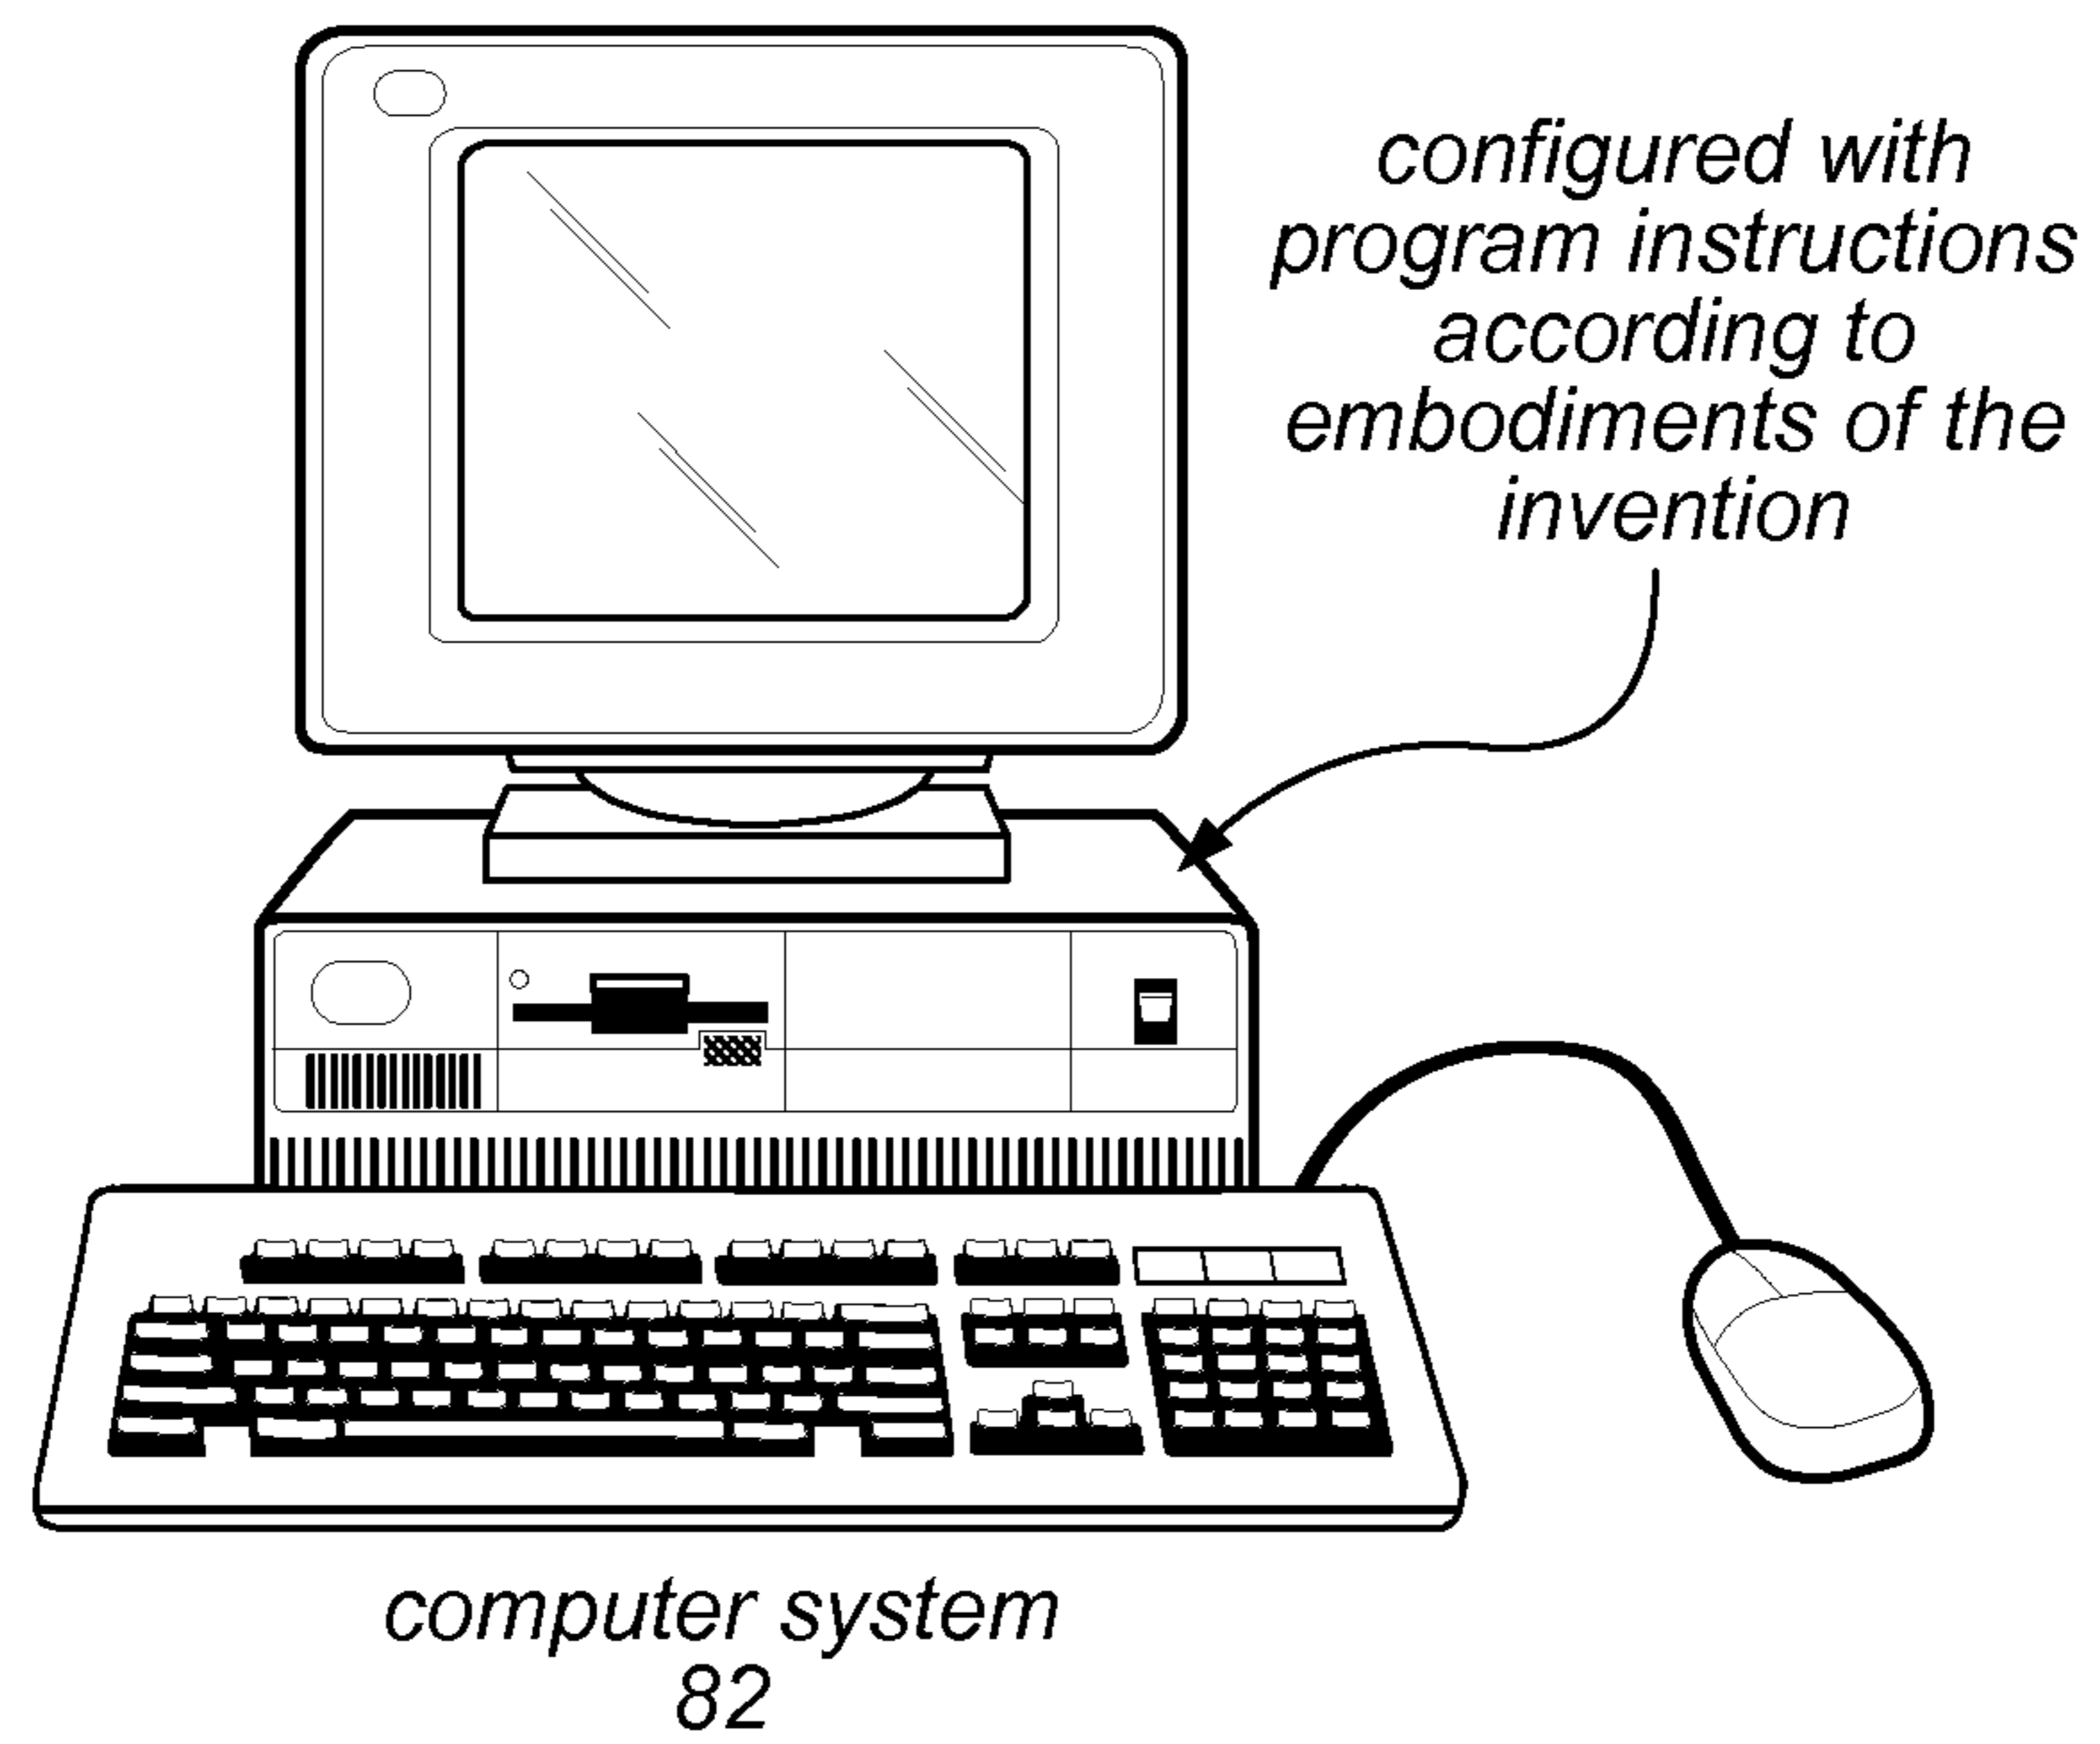 configured with
program instructions
according to
embodiments of the
invention
computer system
82